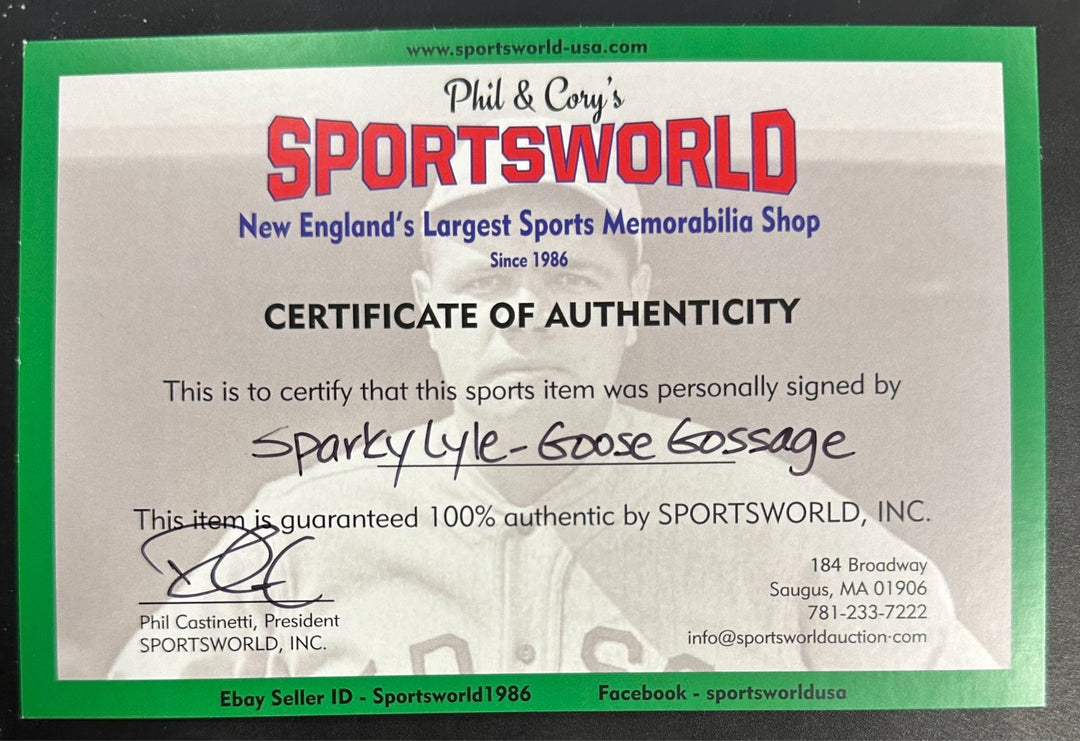 www.sportsworld-usa.com
Phil & Cory's
SPORTSWORLD
New England's Largest Sports Memorabilia Shop
Since 1986
CERTIFICATE OF AUTHENTICITY
This is to certify that this sports item was personally signed by
Sparky Lyle - Goose Gossage
This item is guaranteed 100% authentic by SPORTSWORLD, INC.
Phil Castinetti, President
SPORTSWORLD, INC.
184 Broadway
Saugus, MA 01906
781-233-7222
info@sportsworldauction.com
Ebay Seller ID - Sportsworld1986
Facebook - sportsworldusa